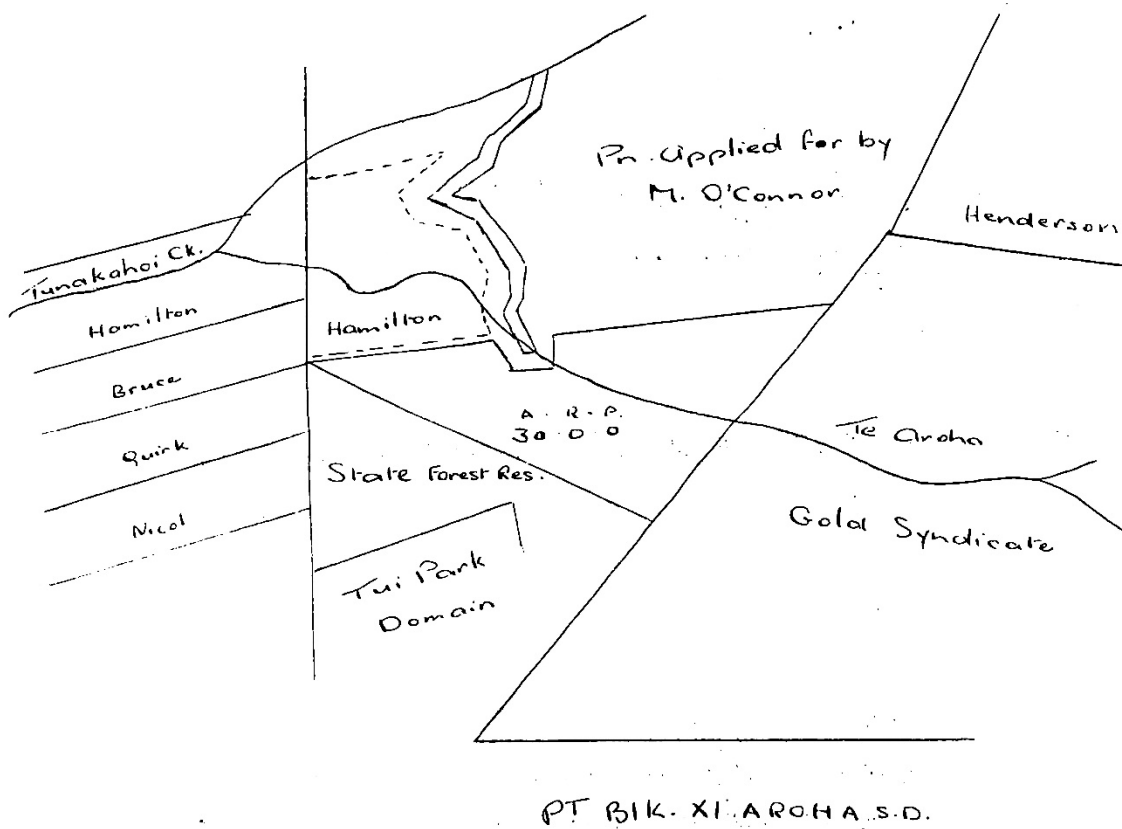 Pn. Applied for by
M. O'Connor
Henderson
Tunakahoi Ck.
Hamilton
Hamilton
Bruce
A. R. P.
30 0 0
Te Aroha
Quirk
State Forest Res.
Gold Syndicate
Nicol
Tui Park
Domain
PT BlK. XI AROHA S.D.